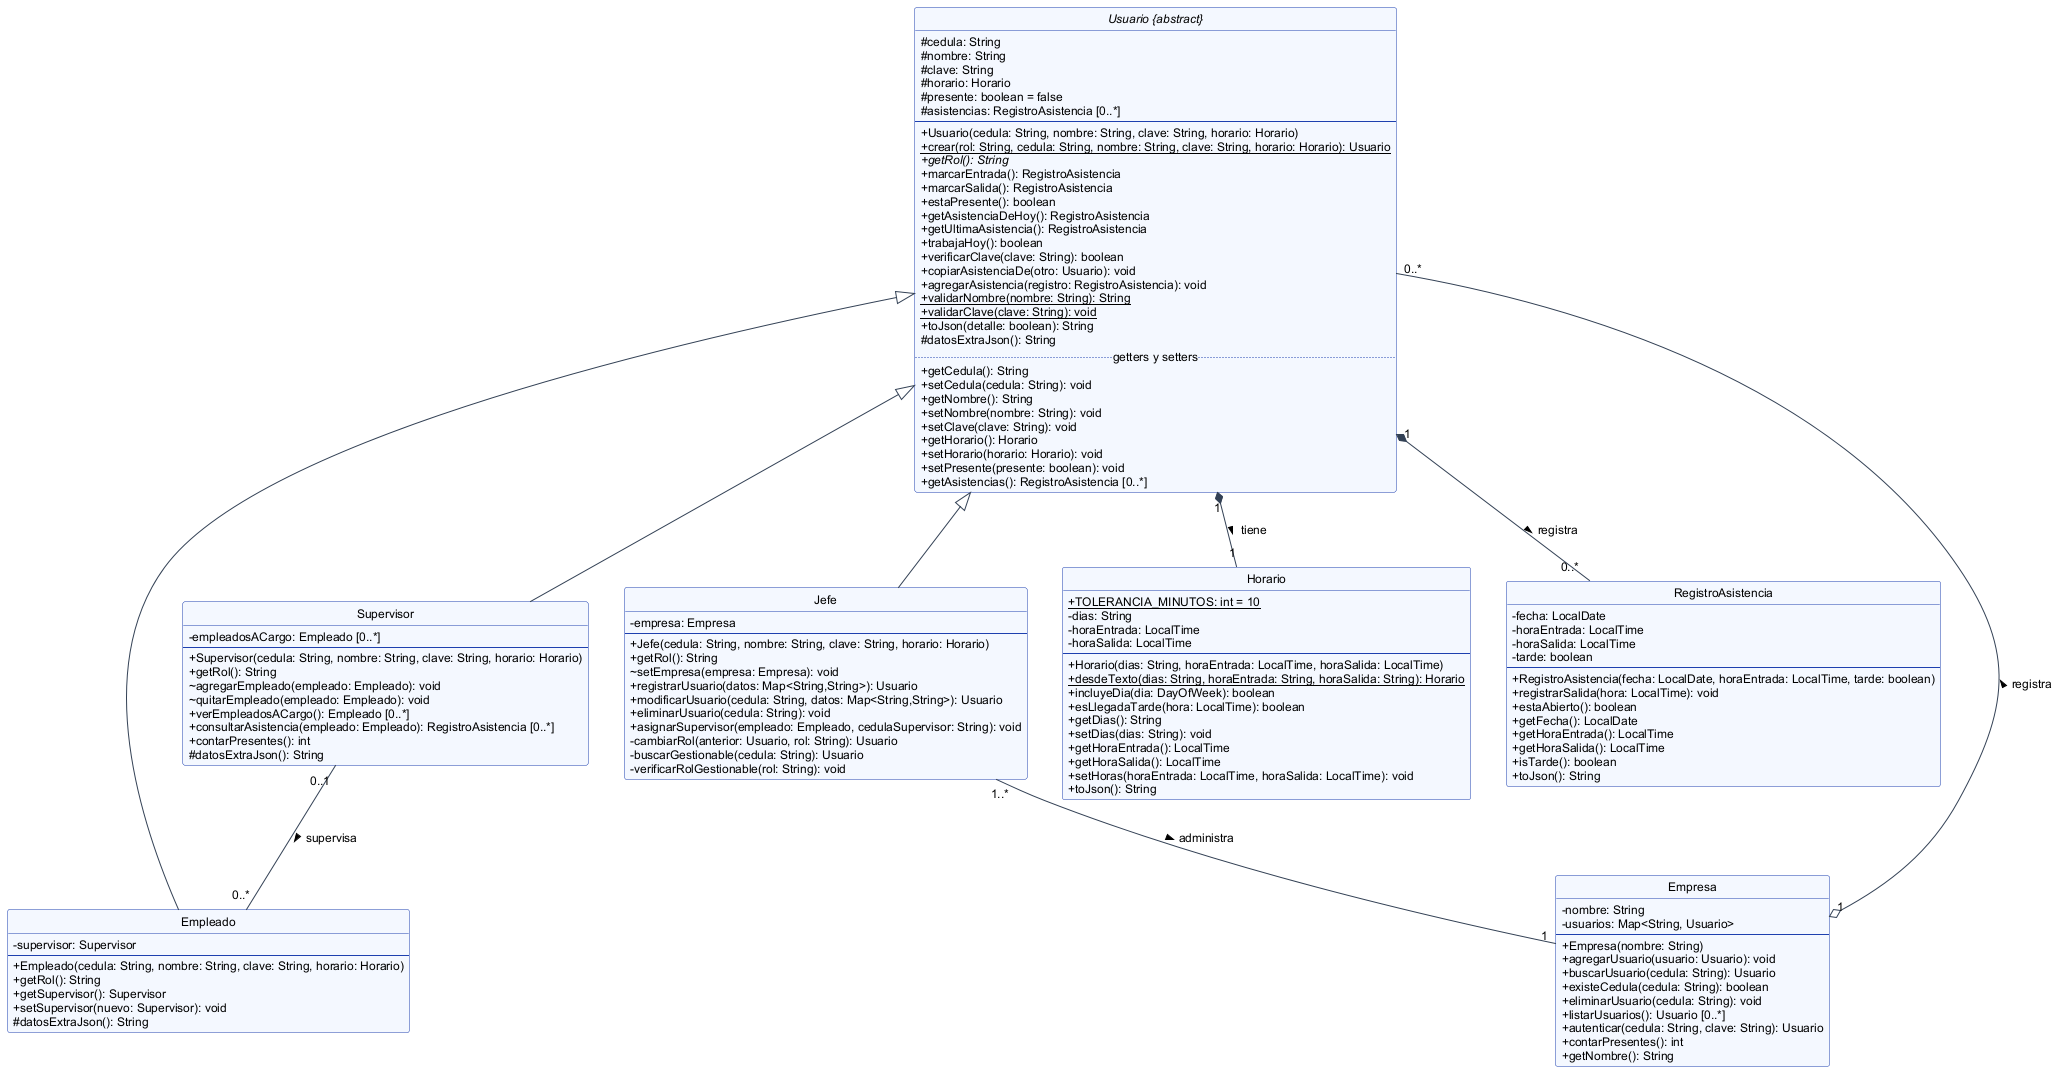 Usuario {abstract}
#cedula: String
#nombre: String
#clave: String
#horario: Horario
#presente: boolean = false
#asistencias: RegistroAsistencia [0..*]
+Usuario(cedula: String, nombre: String, clave: String, horario: Horario)
+crear(rol: String, cedula: String, nombre: String, clave: String, horario: Horario): Usuario
+getRol(): String
+marcarEntrada(): RegistroAsistencia
+marcarSalida(): RegistroAsistencia
+estaPresente(): boolean
+getAsistenciaDeHoy(): RegistroAsistencia
+getUltimaAsistencia(): RegistroAsistencia
+trabajaHoy(): boolean
+verificarClave(clave: String): boolean
+copiarAsistenciaDe(otro: Usuario): void
+agregarAsistencia(registro: RegistroAsistencia): void
+validarNombre(nombre: String): String
+validarClave(clave: String): void
+toJson(detalle: boolean): String
#datosExtraJson(): String
getters y setters
+getCedula(): String
+setCedula(cedula: String): void
+getNombre(): String
+setNombre(nombre: String): void
+setClave(clave: String): void
+getHorario(): Horario
+setHorario(horario: Horario): void
+setPresente(presente: boolean): void
+getAsistencias(): RegistroAsistencia [0..*]
0..*
1
registra
0..*
1
tiene
1
registra
Supervisor
-empleadosACargo: Empleado [0..*]
+Supervisor(cedula: String, nombre: String, clave: String, horario: Horario)
+getRol(): String
~agregarEmpleado(empleado: Empleado): void
~quitarEmpleado(empleado: Empleado): void
+verEmpleadosACargo(): Empleado [0..*]
+consultarAsistencia(empleado: Empleado): RegistroAsistencia [0..*]
+contarPresentes(): int
#datosExtraJson(): String
Jefe
-empresa: Empresa
+Jefe(cedula: String, nombre: String, clave: String, horario: Horario)
+getRol(): String
~setEmpresa(empresa: Empresa): void
+registrarUsuario(datos: Map<String,String>): Usuario
+modificarUsuario(cedula: String, datos: Map<String,String>): Usuario
+eliminarUsuario(cedula: String): void
+asignarSupervisor(empleado: Empleado, cedulaSupervisor: String): void
-cambiarRol(anterior: Usuario, rol: String): Usuario
-buscarGestionable(cedula: String): Usuario
-verificarRolGestionable(rol: String): void
Horario
+TOLERANCIA_MINUTOS: int = 10
-dias: String
-horaEntrada: LocalTime
-horaSalida: LocalTime
+Horario(dias: String, horaEntrada: LocalTime, horaSalida: LocalTime)
+desdeTexto(dias: String, horaEntrada: String, horaSalida: String): Horario
+incluyeDia(dia: DayOfWeek): boolean
+esLlegadaTarde(hora: LocalTime): boolean
+getDias(): String
+setDias(dias: String): void
+getHoraEntrada(): LocalTime
+getHoraSalida(): LocalTime
+setHoras(horaEntrada: LocalTime, horaSalida: LocalTime): void
+toJson(): String
RegistroAsistencia
-fecha: LocalDate
-horaEntrada: LocalTime
-horaSalida: LocalTime
-tarde: boolean
+RegistroAsistencia(fecha: LocalDate, horaEntrada: LocalTime, tarde: boolean)
+registrarSalida(hora: LocalTime): void
+estaAbierto(): boolean
+getFecha(): LocalDate
+getHoraEntrada(): LocalTime
+getHoraSalida(): LocalTime
+isTarde(): boolean
+toJson(): String
0..1
supervisa
0..*
1..*
administra
1
Empleado
-supervisor: Supervisor
+Empleado(cedula: String, nombre: String, clave: String, horario: Horario)
+getRol(): String
+getSupervisor(): Supervisor
+setSupervisor(nuevo: Supervisor): void
#datosExtraJson(): String
Empresa
-nombre: String
-usuarios: Map<String, Usuario>
+Empresa(nombre: String)
+agregarUsuario(usuario: Usuario): void
+buscarUsuario(cedula: String): Usuario
+existeCedula(cedula: String): boolean
+eliminarUsuario(cedula: String): void
+listarUsuarios(): Usuario [0..*]
+autenticar(cedula: String, clave: String): Usuario
+contarPresentes(): int
+getNombre(): String
1